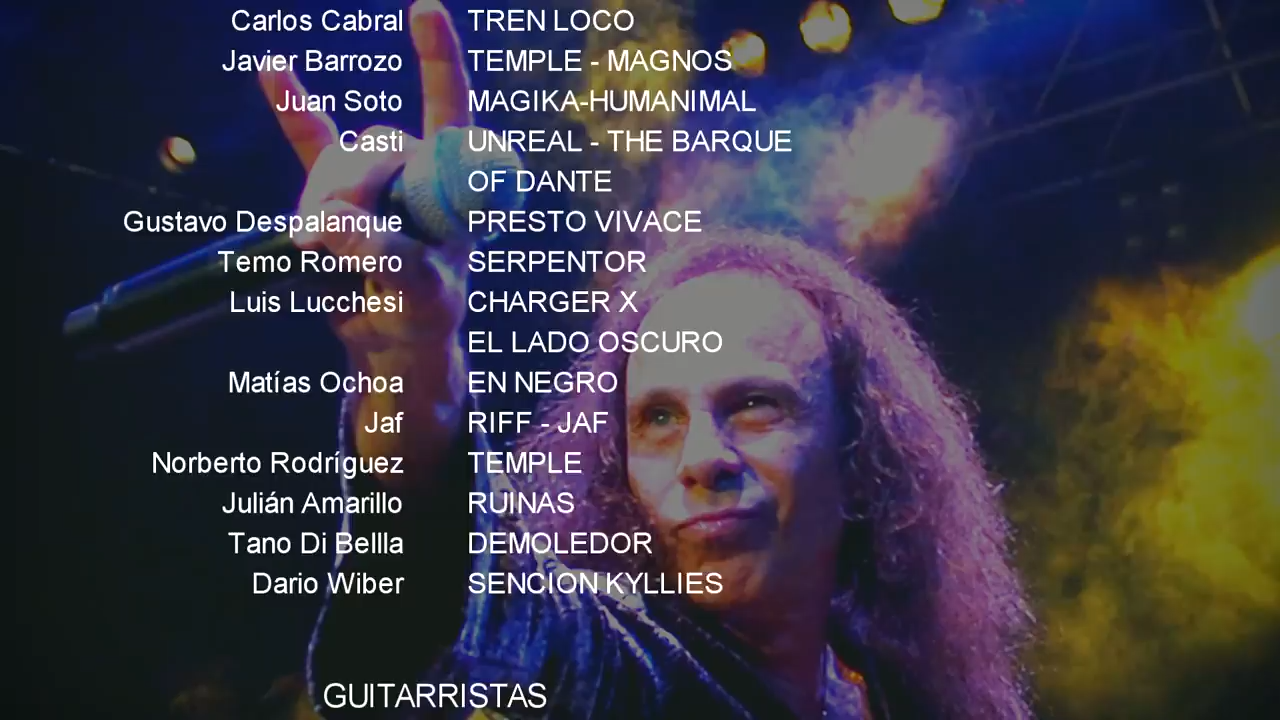 Carlos Cabral TREN LOCO
Javier Barrozo TEMPLE - MAGNOS
Juan Soto MAGIKA-HUMANIMAL
Casti UNREAL - THE BARQUE
OF DANTE
Gustavo Despalanque PRESTO VIVACE
Temo Romero SERPENTOR
Luis Lucchesi CHARGER X
EL LADO OSCURO
Matías Ochoa EN NEGRO
Jaf RIFF - JAF
Norberto Rodríguez TEMPLE
Julián Amarillo RUINAS
Tano Di Bellla DEMOLEDOR
Dario Wiber SENCION KYLLIES
GUITARRISTAS